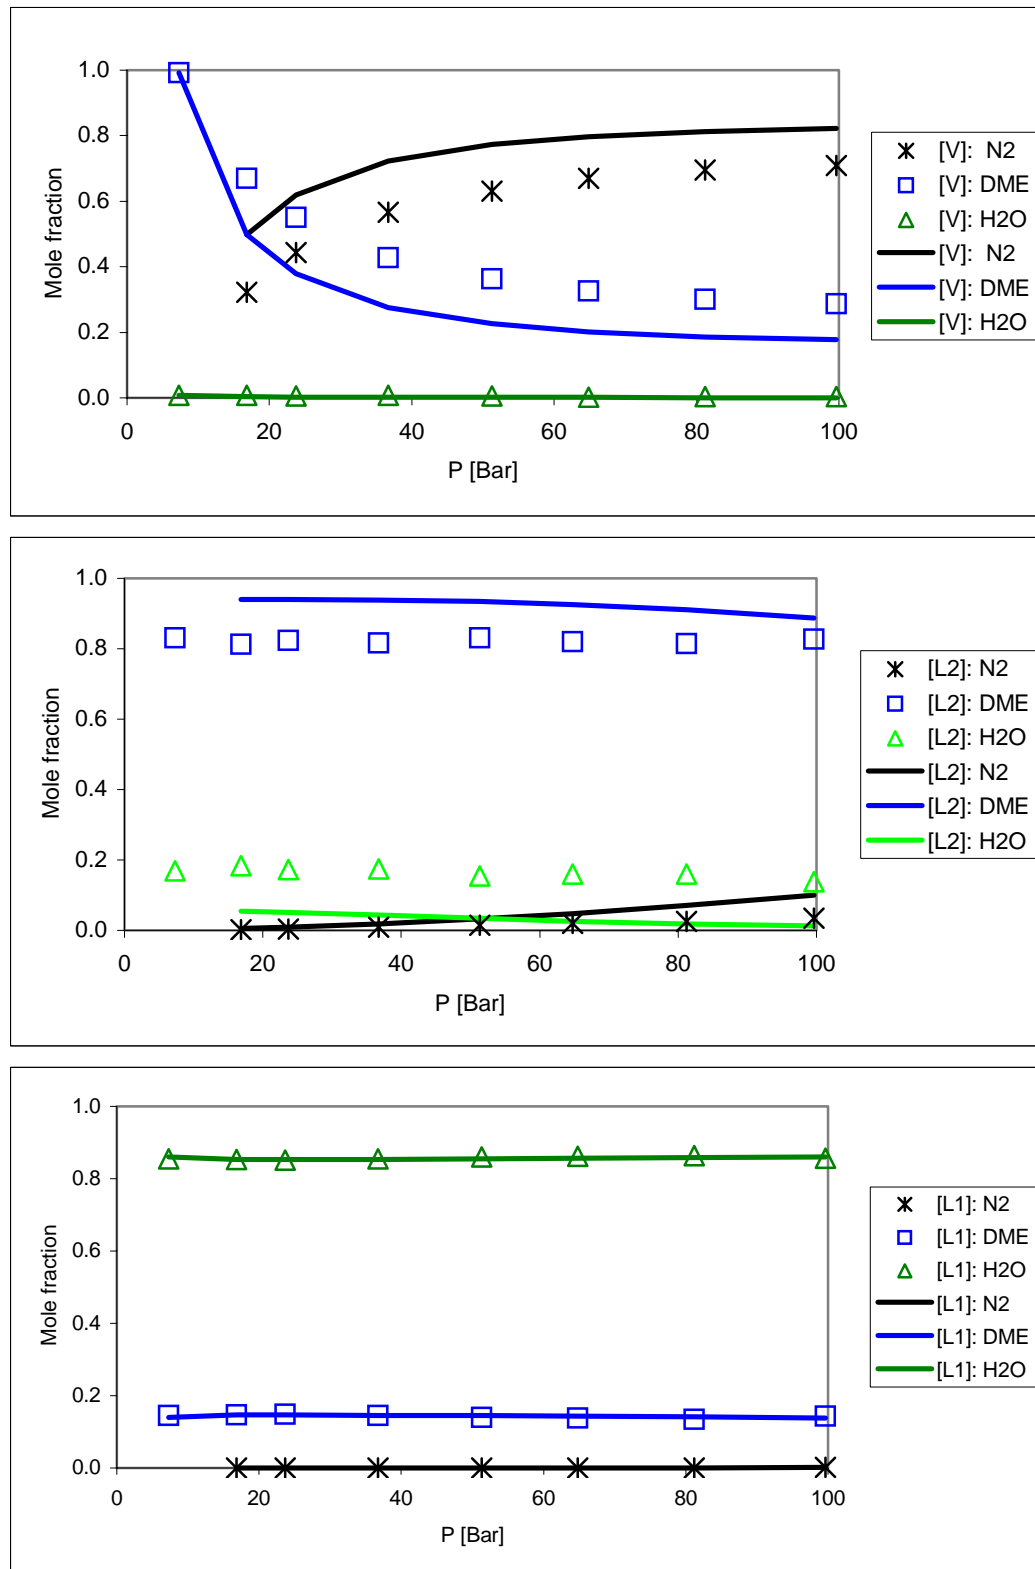 Mole fraction
1.0
0.8
0.6
0.4
0.2
0.0
0 20 40 60 80 100
P [Bar]
[V]: N2
[V]: DME
[V]: H2O
[V]: N2
[V]: DME
[V]: H2O
Mole fraction
1.0
0.8
0.6
0.4
0.2
0.0
0 20 40 60 80 100
P [Bar]
[L2]: N2
[L2]: DME
[L2]: H2O
[L2]: N2
[L2]: DME
[L2]: H2O
Mole fraction
1.0
0.8
0.6
0.4
0.2
0.0
0 20 40 60 80 100
P [Bar]
[L1]: N2
[L1]: DME
[L1]: H2O
[L1]: N2
[L1]: DME
[L1]: H2O